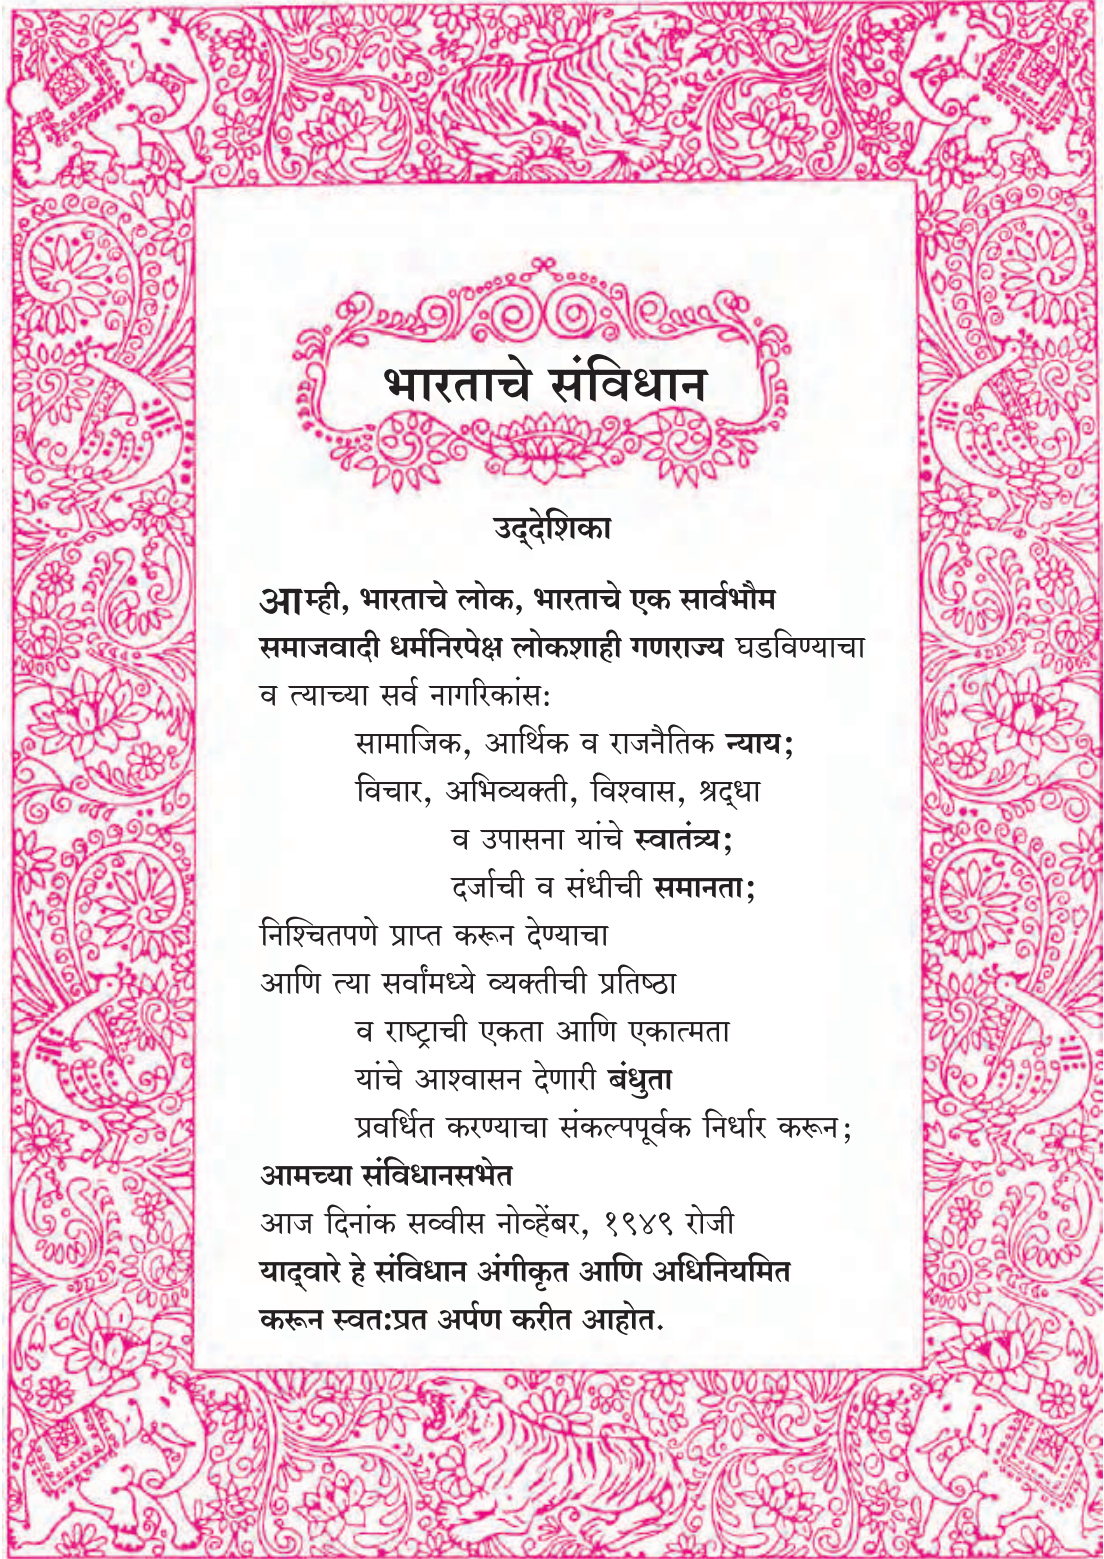 भारताचे संविधान
उद्‌देशिका
आम्ही, भारताचे लोक, भारताचे एक सार्वभौम
समाजवादी धर्मनिरपेक्ष लोकशाही गणराज्य घडविण्याचा
व त्याच्या सर्व नागरिकांस:
सामाजिक, आर्थिक व राजनैतिक न्याय;
विचार, अभिव्यक्ती, विश्वास, श्रद्‌धा
व उपासना यांचे स्वातंत्र्य;
दर्जाची व संधीची समानता;
निश्चितपणे प्राप्त करून देण्याचा
आणि त्या सर्वांमध्ये व्यक्तीची प्रतिष्ठा
व राष्ट्राची एकता आणि एकात्मता
यांचे आश्वासन देणारी बंधुता
प्रवर्धित करण्याचा संकल्पपूर्वक निर्धार करून;
आमच्या संविधानसभेत
आज दिनांक सव्वीस नोव्हेंबर, १९४९ रोजी
याद्‌वारे हे संविधान अंगीकृत आणि अधिनियमित
करून स्वत:प्रत अर्पण करीत आहोत.